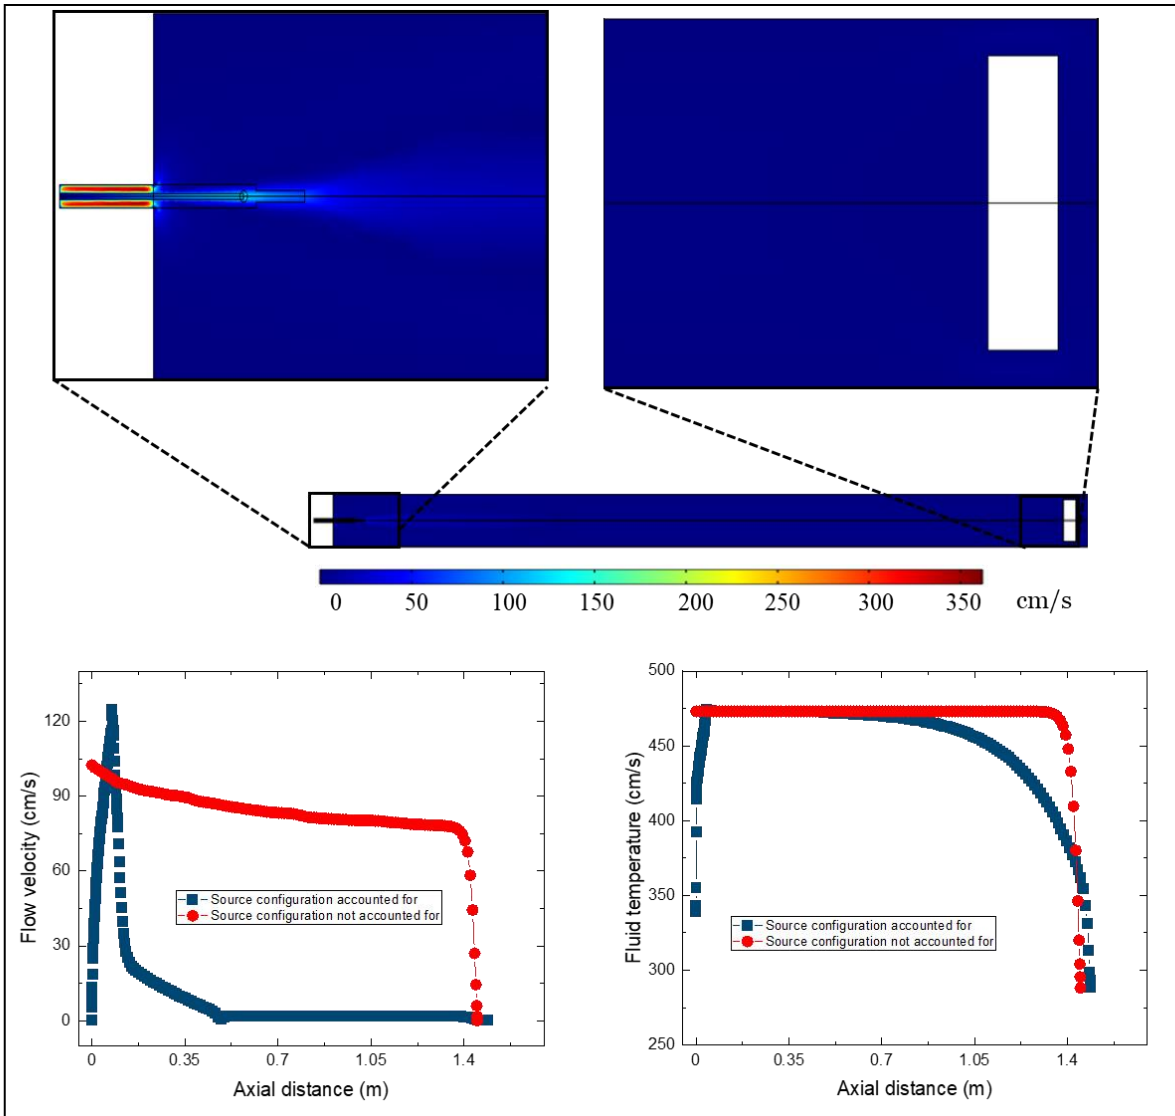 0 50 100 150 200 250 300 350 cm/s
120
90
60
30
0
Flow velocity (cm/s)
Source configuration accounted for
Source configuration not accounted for
0 0.35 0.7 1.05 1.4
Axial distance (m)
500
450
400
350
300
250
Fluid temperature (cm/s)
Source configuration accounted for
Source configuration not accounted for
0 0.35 0.7 1.05 1.4
Axial distance (m)